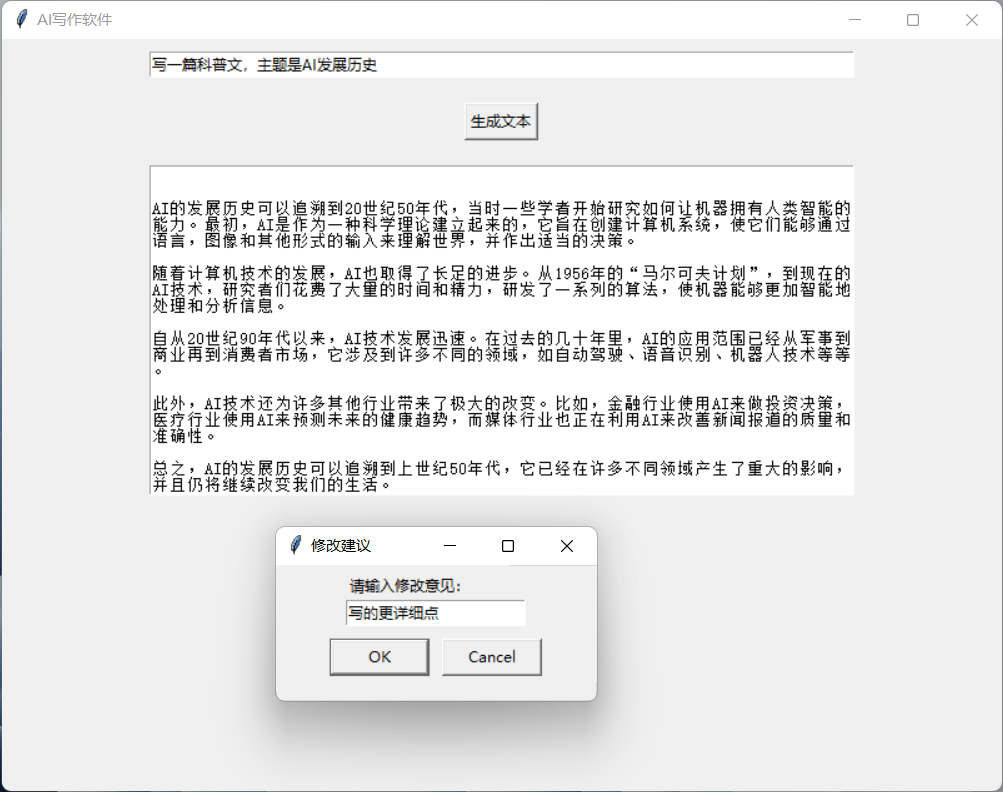 AI写作软件
写一篇科普文，主题是AI发展历史
生成文本
AI的发展历史可以追溯到20世纪50年代，当时一些学者开始研究如何让机器拥有人类智能的
能力。最初，AI是作为一种科学理论建立起来的，它旨在创建计算机系统，使它们能够通过
语言，图像和其他形式的输入来理解世界，并作出适当的决策。
随着计算机技术的发展，AI也取得了长足的进步。从1956年的“马尔可夫计划”，到现在的
AI技术，研究者们花费了大量的时间和精力，研发了一系列的算法，使机器能够更加智能地
处理和分析信息。
自从20世纪90年代以来，AI技术发展迅速。在过去的几十年里，AI的应用范围已经从军事到
商业再到消费者市场，它涉及到许多不同的领域，如自动驾驶、语音识别、机器人技术等等
。
此外，AI技术还为许多其他行业带来了极大的改变。比如，金融行业使用AI来做投资决策，
医疗行业使用AI来预测未来的健康趋势，而媒体行业也正在利用AI来改善新闻报道的质量和
准确性。
总之，AI的发展历史可以追溯到上世纪50年代，它已经在许多不同领域产生了重大的影响，
并且仍将继续改变我们的生活。
修改建议
请输入修改意见：
写的更详细点
OK
Cancel